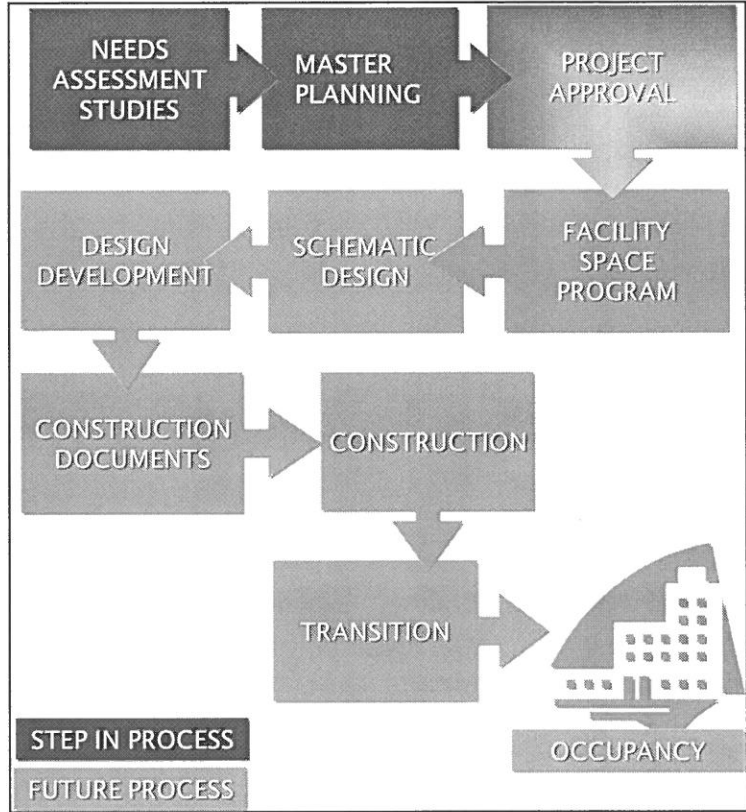 NEEDS
ASSESSMENT
STUDIES
MASTER
PLANNING
PROJECT
APPROVAL
DESIGN
DEVELOPMENT
SCHEMATIC
DESIGN
FACILITY
SPACE
PROGRAM
CONSTRUCTION
DOCUMENTS
CONSTRUCTION
TRANSITION
STEP IN PROCESS
FUTURE PROCESS
OCCUPANCY